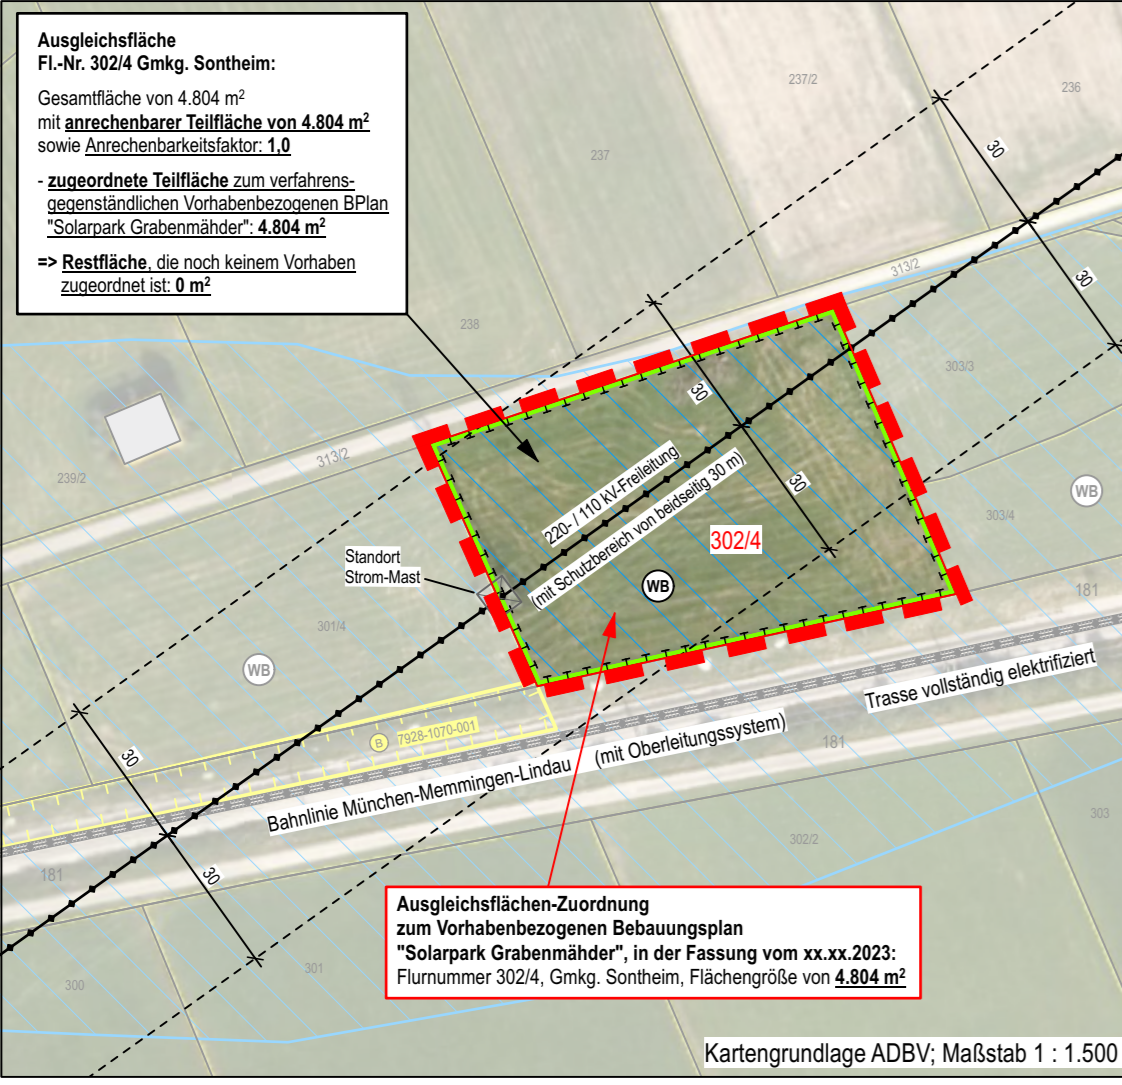 Ausgleichsfläche
Fl.-Nr. 302/4 Gmkg. Sontheim:
Gesamtfläche von 4.804 m²
mit anrechenbarer Teilfläche von 4.804 m²
sowie Anrechenbarkeitsfaktor: 1,0
- zugeordnete Teilfläche zum verfahrens-
gegenständlichen Vorhabenbezogenen BPlan
"Solarpark Grabenmähder": 4.804 m²
=> Restfläche, die noch keinem Vorhaben
zugeordnet ist: 0 m²
237/2
236
237
30
313/2
30
238
303/3
30
239/2
313/2
220- / 110 kV-Freileitung
(mit Schutzbereich von beidseitig 30 m)
30
WB
303/4
302/4
Standort
Strom-Mast
WB
181
301/4
WB
Trasse vollständig elektrifiziert
B
7928-1070-001
(mit Oberleitungssystem)
181
30
Bahnlinie München-Memmingen-Lindau
303
302/2
181
30
Ausgleichsflächen-Zuordnung
zum Vorhabenbezogenen Bebauungsplan
"Solarpark Grabenmähder", in der Fassung vom xx.xx.2023:
Flurnummer 302/4, Gmkg. Sontheim, Flächengröße von 4.804 m²
301
300
Kartengrundlage ADBV; Maßstab 1 : 1.500